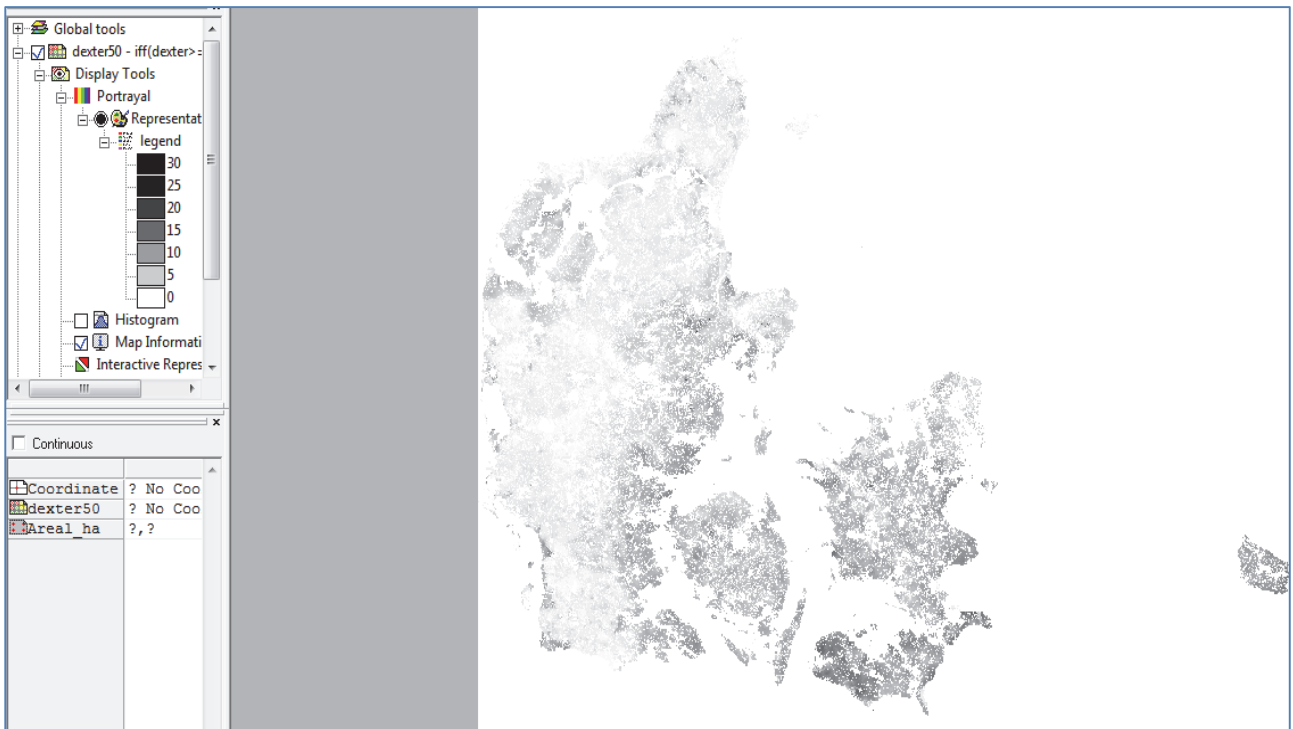 Global tools
dexter50 - iff(dexter>=
Display Tools
Portrayal
Representat
legend
30
25
20
15
10
5
0
Histogram
Map Informati
Interactive Repres
Continuous
Coordinate ? No Coo
dexter50 ? No Coo
Areal_ha ?,?